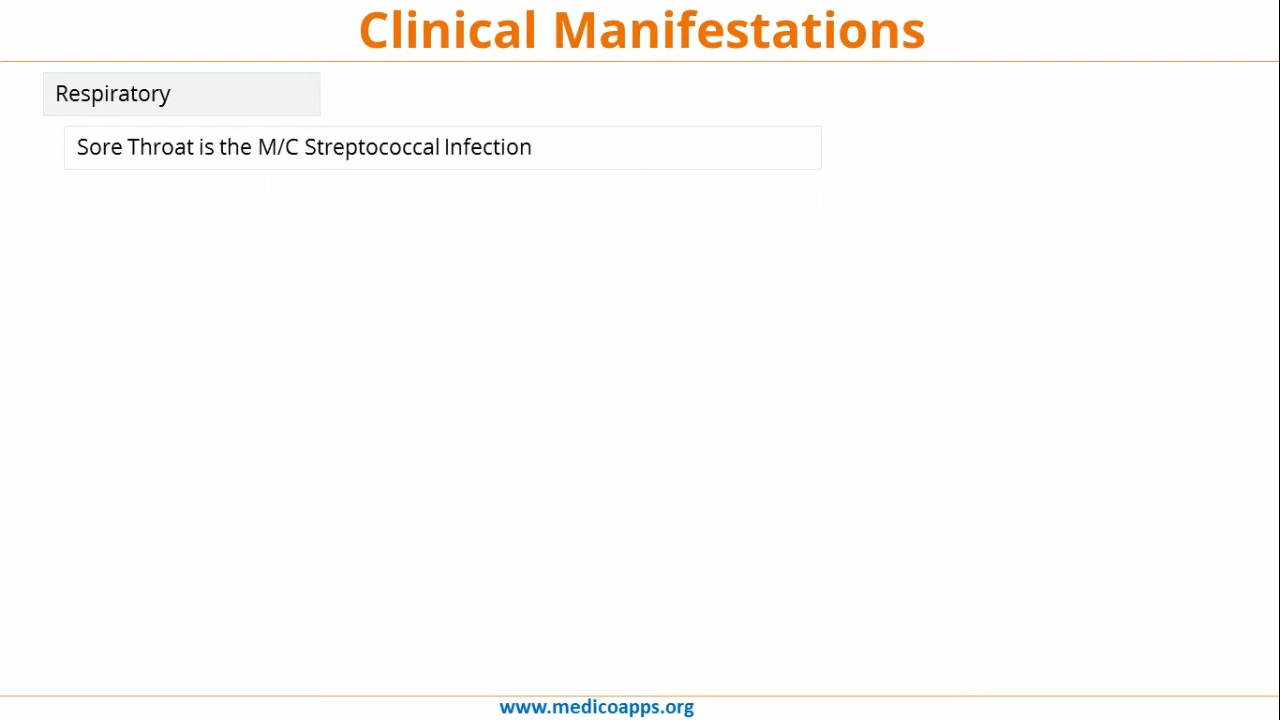 Clinical Manifestations
Respiratory
Sore Throat is the M/C Streptococcal Infection
www.medicoapps.org